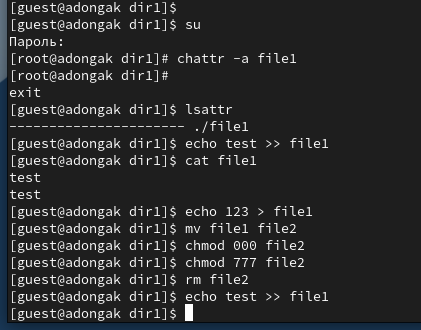 [guest@adongak dir1]$
[guest@adongak dir1]$ su
Пароль:
[root@adongak dir1]# chattr -a file1
[root@adongak dir1]#
exit
[guest@adongak dir1]$ lsattr
---------------------- ./file1
[guest@adongak dir1]$ echo test >> file1
[guest@adongak dir1]$ cat file1
test
test
[guest@adongak dir1]$ echo 123 > file1
[guest@adongak dir1]$ mv file1 file2
[guest@adongak dir1]$ chmod 000 file2
[guest@adongak dir1]$ chmod 777 file2
[guest@adongak dir1]$ rm file2
[guest@adongak dir1]$ echo test >> file1
[guest@adongak dir1]$